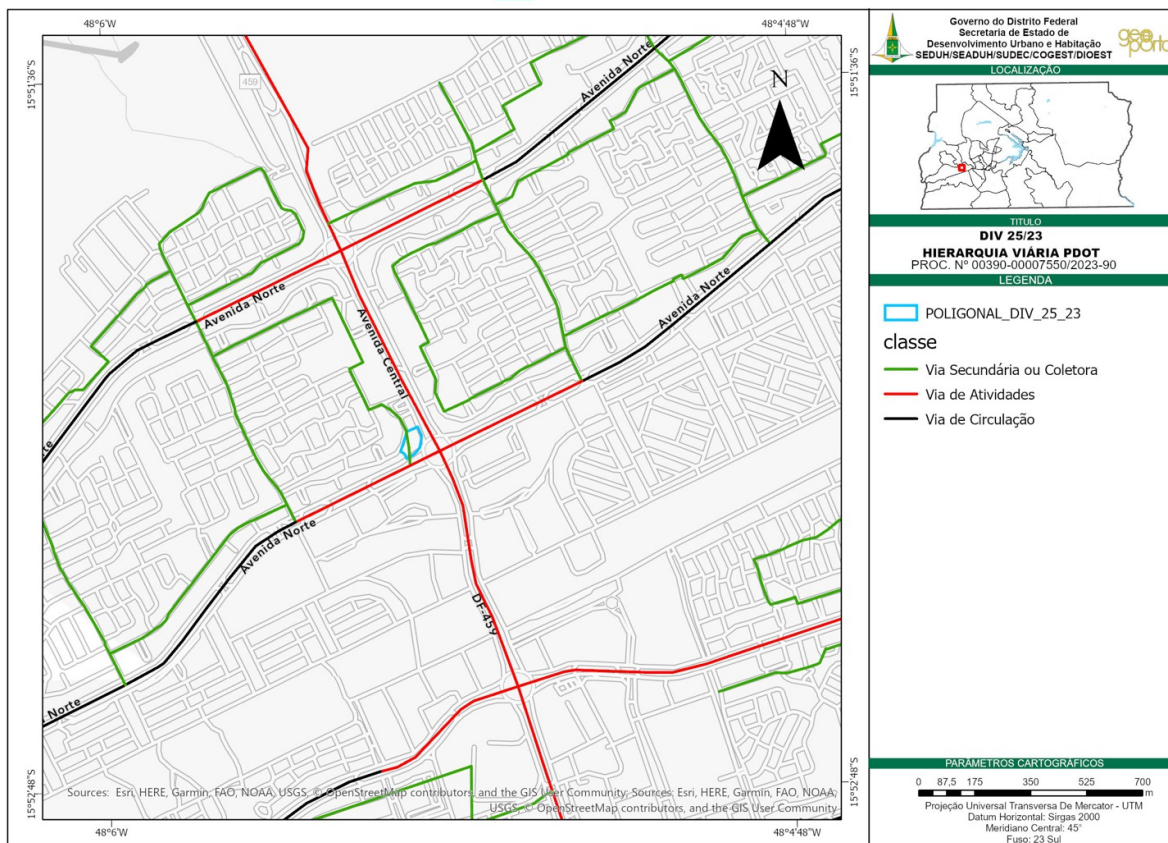 48°6'W
48°4'48"W
15°51'36"S
15°51'36"S
459
Avenida Norte
N
Avenida Norte
Avenida Central
Avenida Norte
Avenida Norte
DF-459
Norte
15°52'48"S
15°52'48"S
Sources: Esri, HERE, Garmin, FAO, NOAA, USGS, © OpenStreetMap contributors, and the GIS User Community; Sources: Esri, HERE, Garmin, FAO, NOAA,
USGS, © OpenStreetMap contributors, and the GIS User Community
48°6'W
48°4'48"W
Governo do Distrito Federal
Secretaria de Estado de
Desenvolvimento Urbano e Habitação
SEDUH/SEADUH/SUDEC/COGEST/DIOEST
geo
porta
LOCALIZAÇÃO
TITULO
DIV 25/23
HIERARQUIA VIÁRIA PDOT
PROC. Nº 00390-00007550/2023-90
LEGENDA
POLIGONAL_DIV_25_23
classe
Via Secundária ou Coletora
Via de Atividades
Via de Circulação
PARÂMETROS CARTOGRÁFICOS
0 87,5 175 350 525 700
m
Projeção Universal Transversa De Mercator - UTM
Datum Horizontal: Sirgas 2000
Meridiano Central: 45°
Fuso: 23 Sul